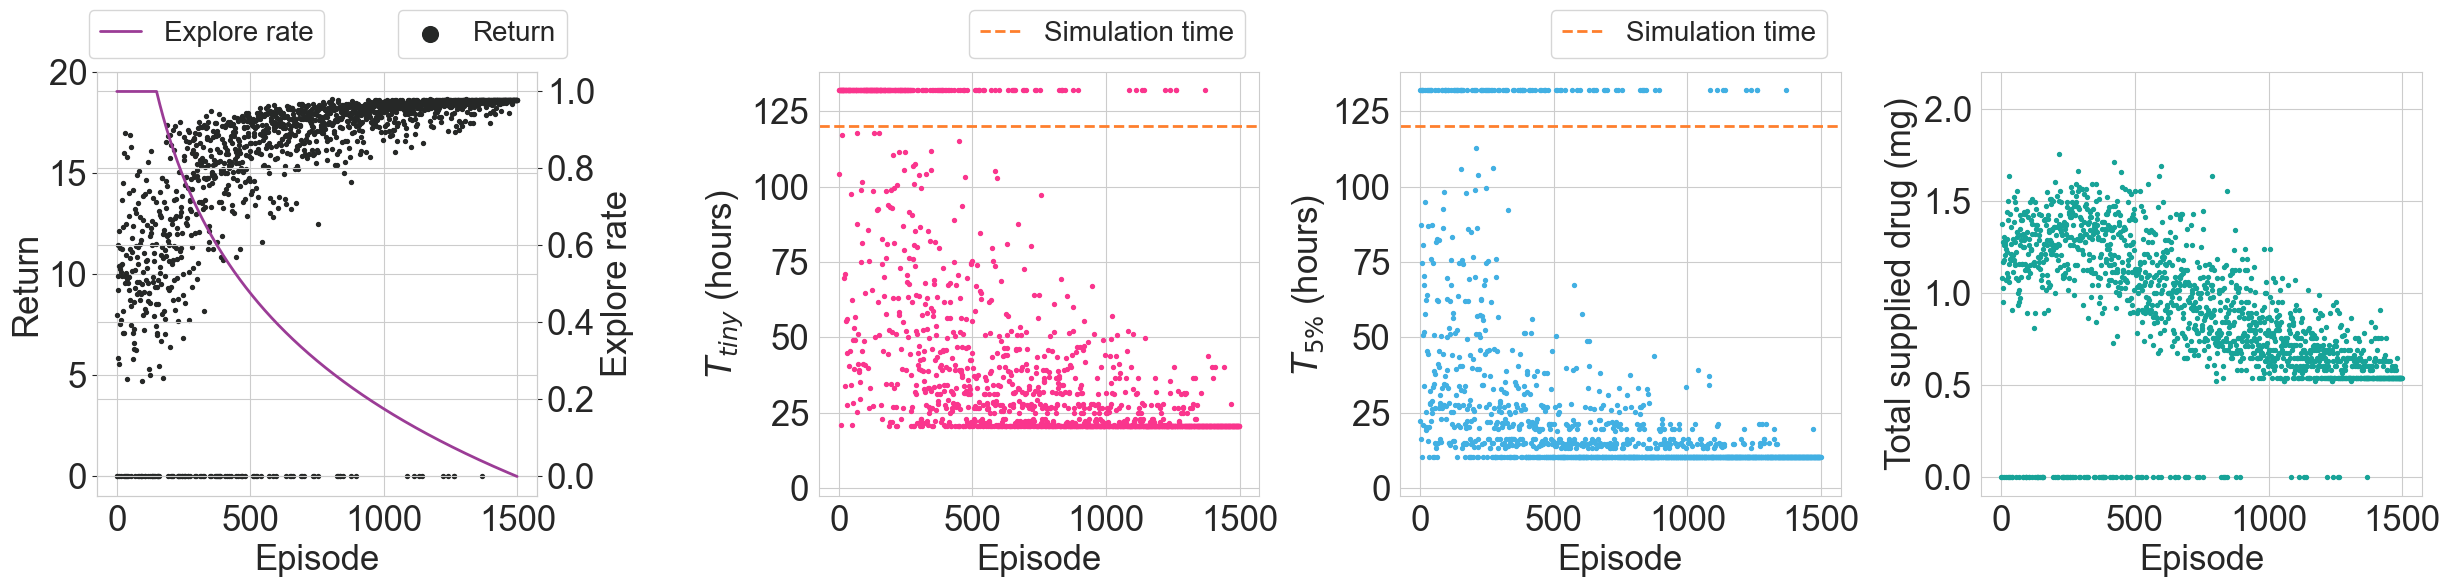 Explore rate
Return
Simulation time
Simulation time
20
15
10
5
0
Return
1.0
0.8
0.6
0.4
0.2
0.0
Explore rate
0 500 1000 1500
Episode
125
100
75
50
25
0
T_tiny (hours)
0 500 1000 1500
Episode
125
100
75
50
25
0
T_5% (hours)
0 500 1000 1500
Episode
2.0
1.5
1.0
0.5
0.0
Total supplied drug (mg)
0 500 1000 1500
Episode